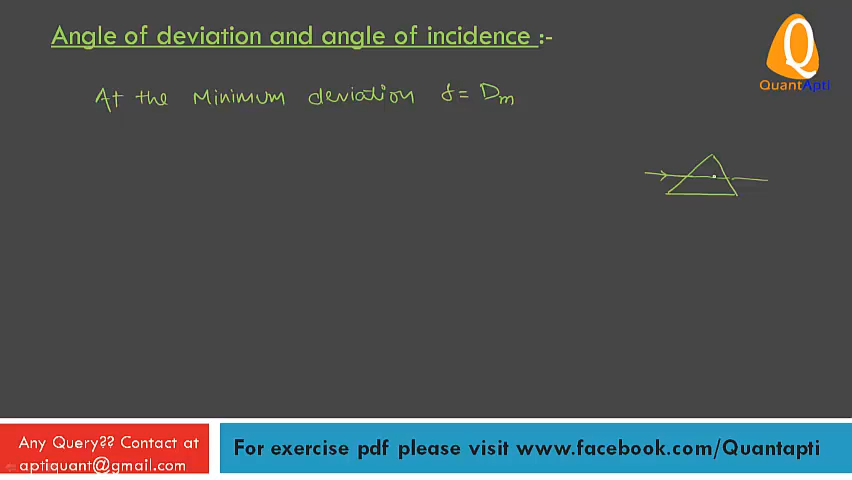 Angle of deviation and angle of incidence :-
At the Minimum deviation δ = Dm
Q
QuantApti
Any Query?? Contact at
aptiquant@gmail.com
For exercise pdf please visit www.facebook.com/Quantapti